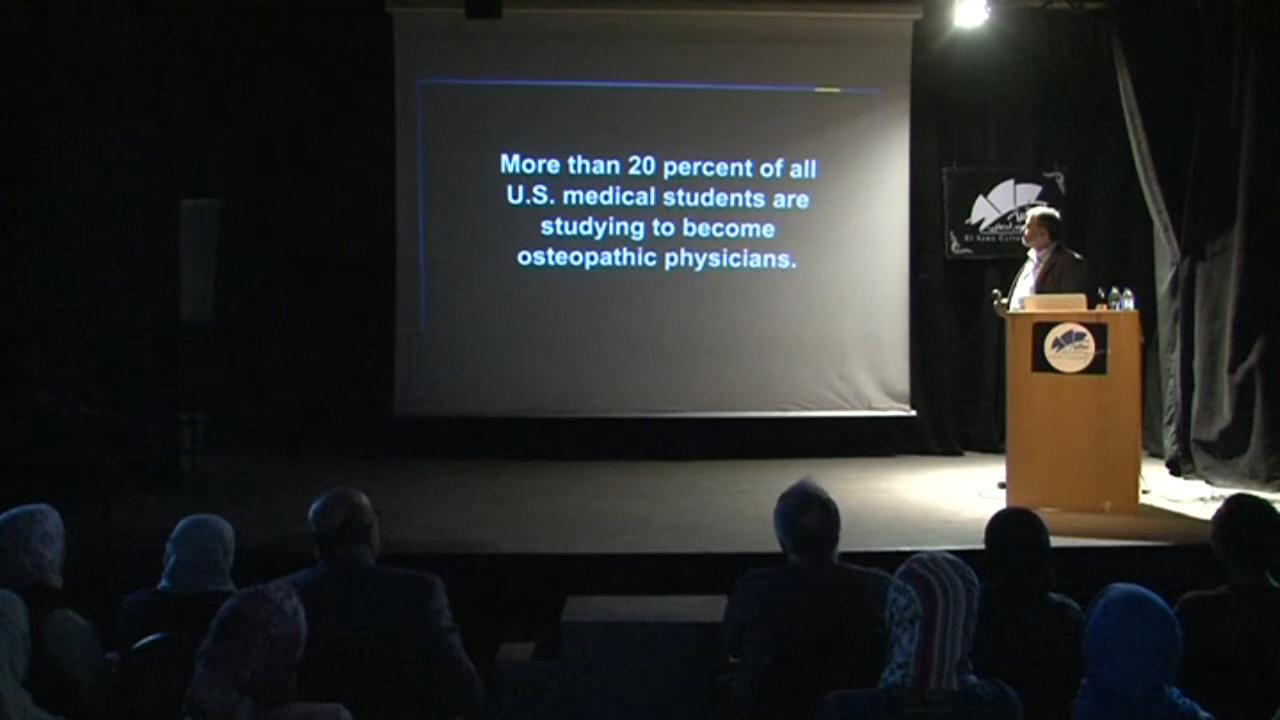 More than 20 percent of all
U.S. medical students are
studying to become
osteopathic physicians.